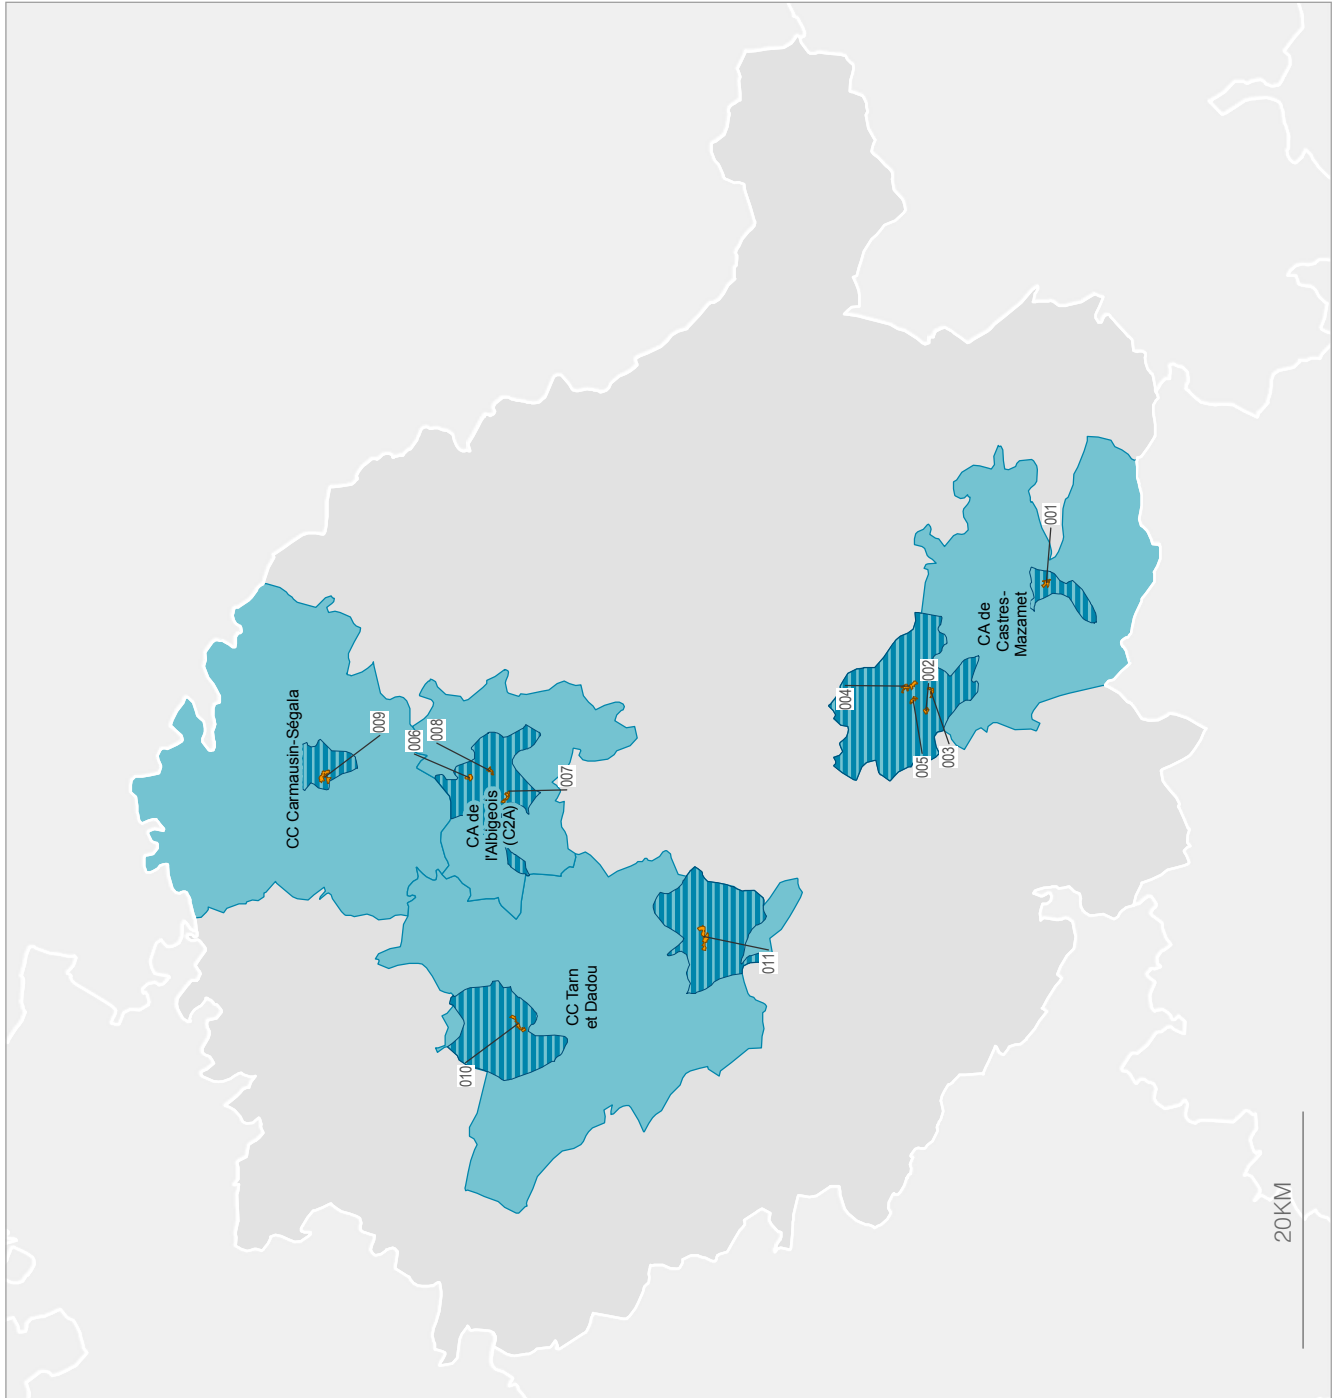 CC Carmausin-Ségala
009
006
008
010
CA de
l'Albigeois
(C2A)
007
CC Tarn
et Dadou
011
004
005
002
003
CA de
Castres-
Mazamet
001
20KM